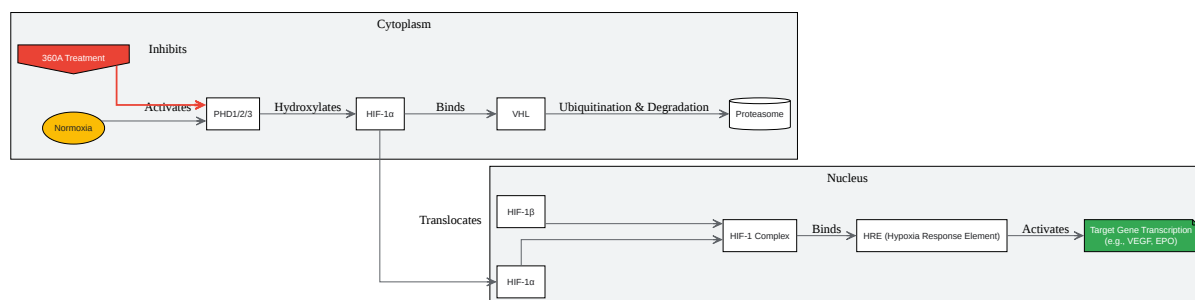 Cytoplasm
360A Treatment
Inhibits
Normoxia
Activates
PHD1/2/3
Hydroxylates
HIF-1α
Binds
VHL
Ubiquitination & Degradation
Proteasome
Nucleus
Translocates
HIF-1β
HIF-1α
HIF-1 Complex
Binds
HRE (Hypoxia Response Element)
Activates
Target Gene Transcription
(e.g., VEGF, EPO)